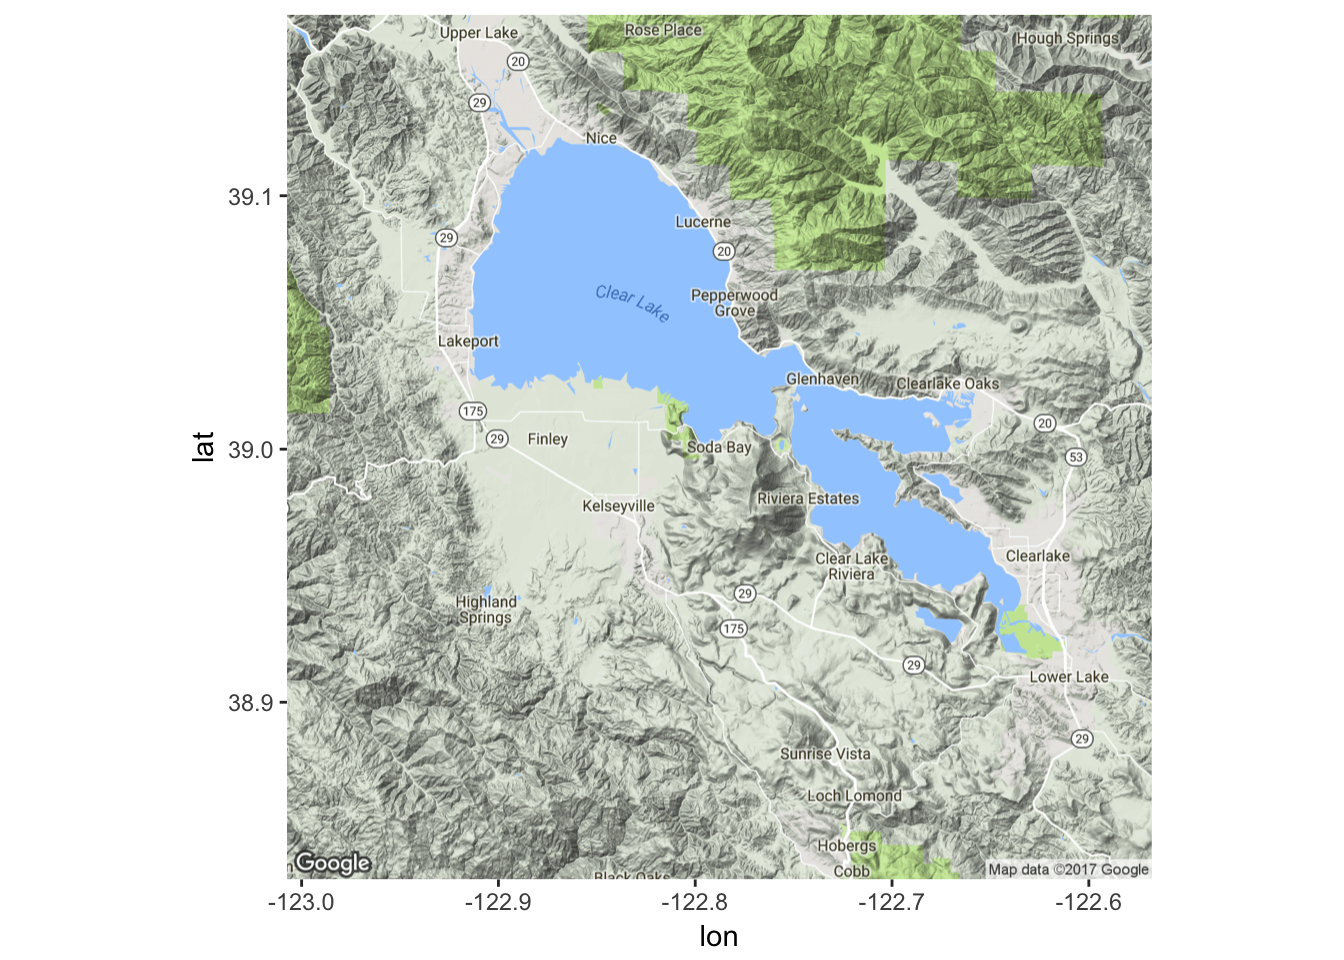 Upper Lake
Rose Place
Hough Springs
20
29
Nice
39.1
Lucerne
29
20
Clear Lake
Pepperwood
Grove
Lakeport
Glenhaven
Clearlake Oaks
175
20
29
Finley
lat
39.0
Soda Bay
53
Riviera Estates
Kelseyville
Clear Lake
Riviera
Clearlake
29
Highland
Springs
175
29
Lower Lake
38.9
29
Sunrise Vista
Loch Lomond
Hobergs
Google
Cobb
Map data ©2017 Google
Black Oaks
-123.0
-122.9
-122.8
-122.7
-122.6
lon